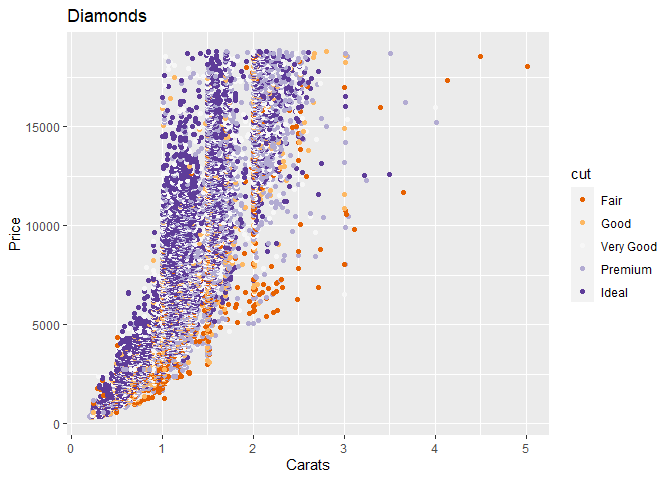 Diamonds
15000
10000
5000
0
Price
0 1 2 3 4 5
Carats
cut
Fair
Good
Very Good
Premium
Ideal